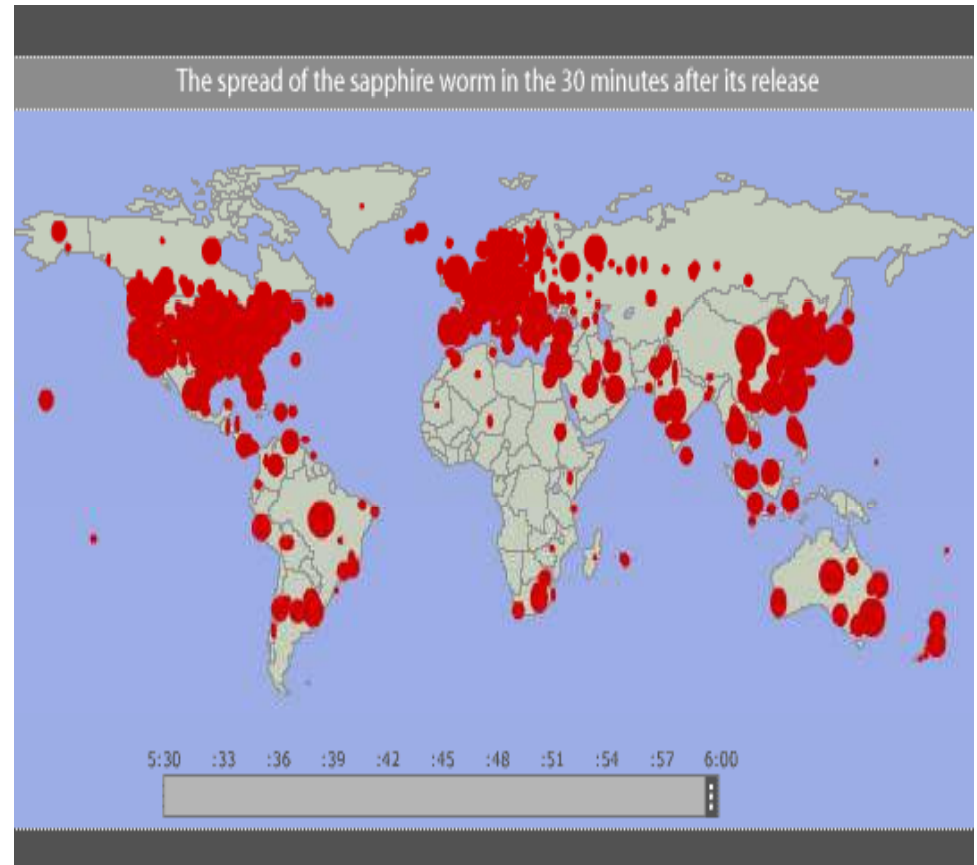 The spread of the sapphire worm in the 30 minutes after its release
5:30 :33 :36 :39 :42 :45 :48 :51 :54 :57 6:00